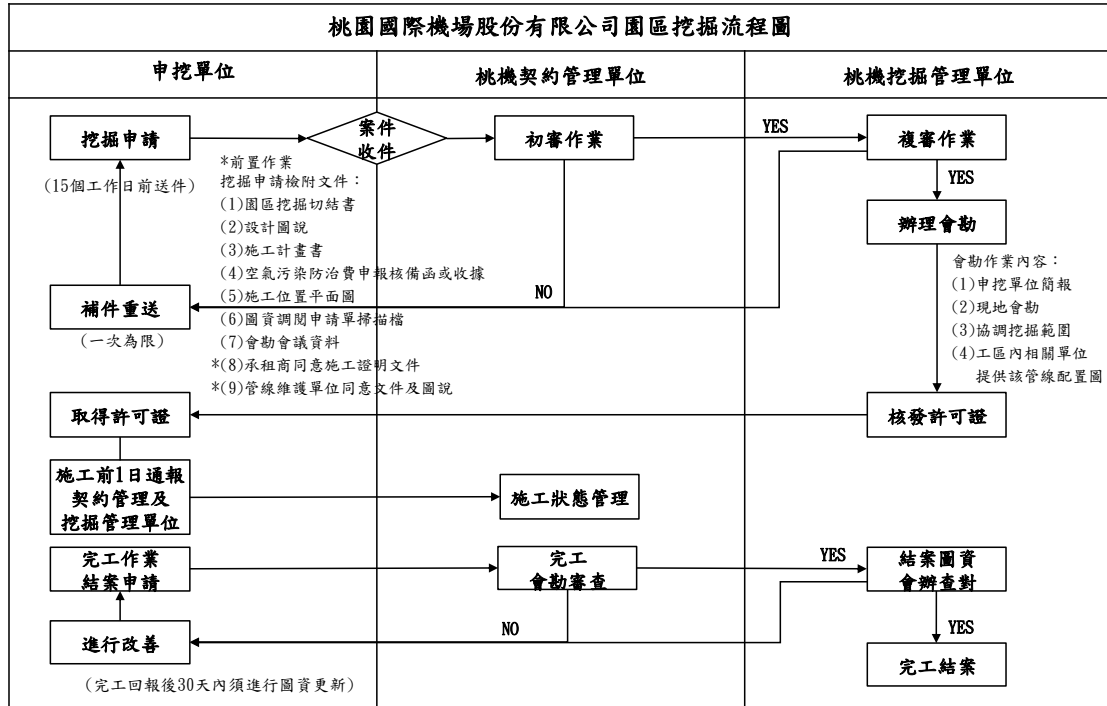 桃園國際機場股份有限公司園區挖掘流程圖
申挖單位
桃機契約管理單位
桃機挖掘管理單位
挖掘申請
案件
收件
初審作業
YES
複審作業
(15個工作日前送件)
*前置作業
挖掘申請檢附文件：
(1)園區挖掘切結書
(2)設計圖說
(3)施工計畫書
(4)空氣污染防治費申報核備函或收據
(5)施工位置平面圖
(6)圖資調閱申請單掃描檔
(7)會勘會議資料
*(8)承租商同意施工證明文件
*(9)管線維護單位同意文件及圖說
YES
辦理會勘
會勘作業內容：
(1)申挖單位簡報
(2)現地會勘
(3)協調挖掘範圍
(4)工區內相關單位
提供該管線配置圖
NO
補件重送
(一次為限)
取得許可證
核發許可證
施工前1日通報
契約管理及
挖掘管理單位
施工狀態管理
完工作業
結案申請
完工
會勘審查
YES
結案圖資
會辦查對
NO
進行改善
YES
完工結案
(完工回報後30天內須進行圖資更新)